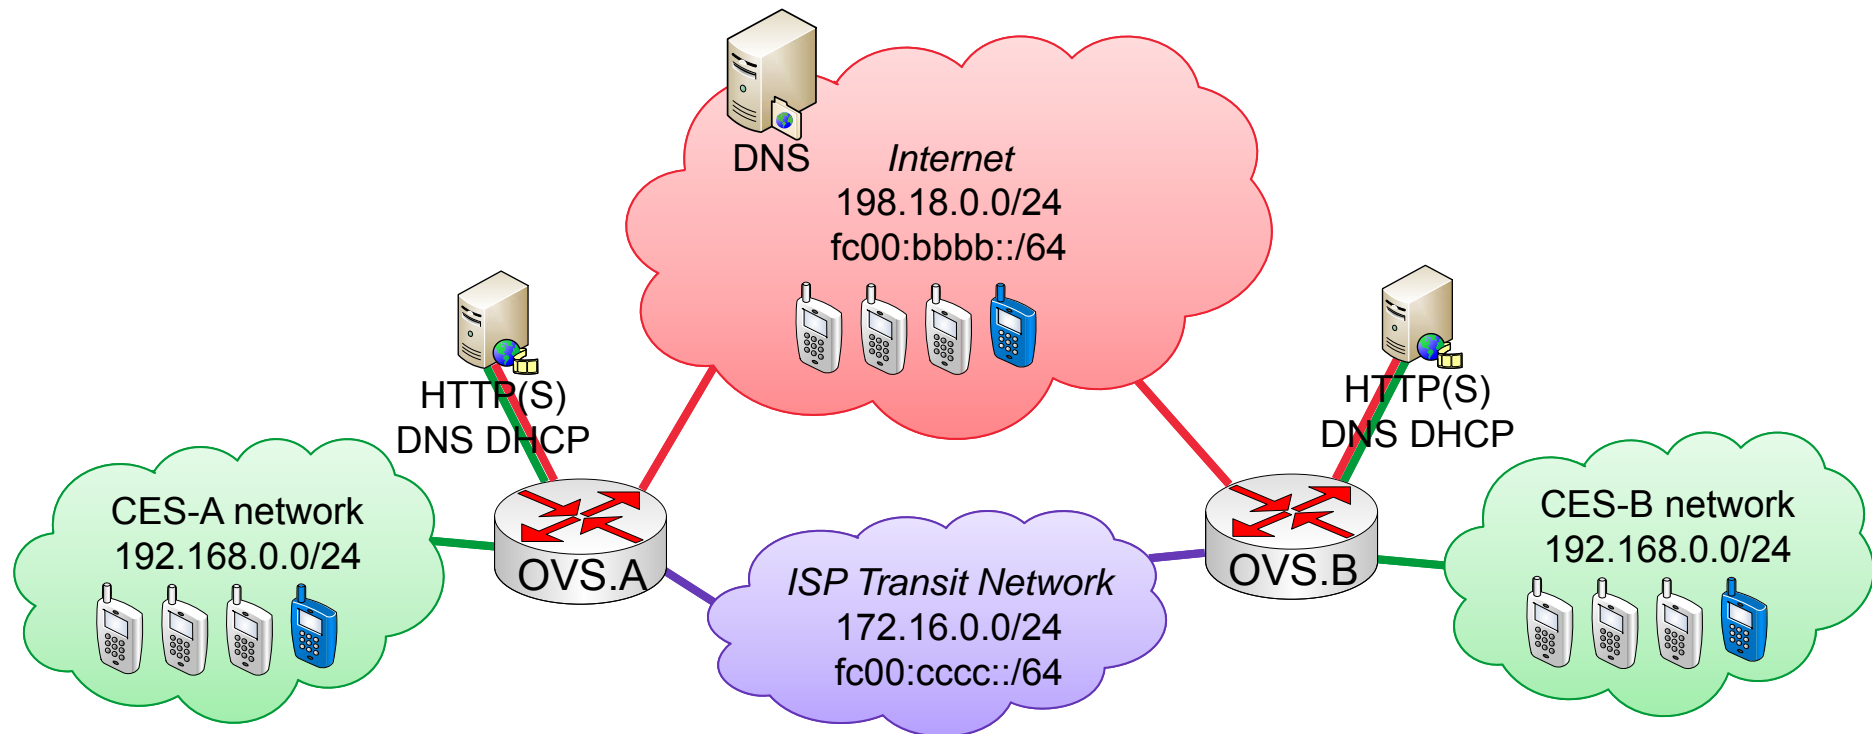 DNS
Internet
198.18.0.0/24
fc00:bbbb::/64
HTTP(S)
DNS DHCP
HTTP(S)
DNS DHCP
CES-A network
192.168.0.0/24
OVS.A
ISP Transit Network
172.16.0.0/24
fc00:cccc::/64
OVS.B
CES-B network
192.168.0.0/24